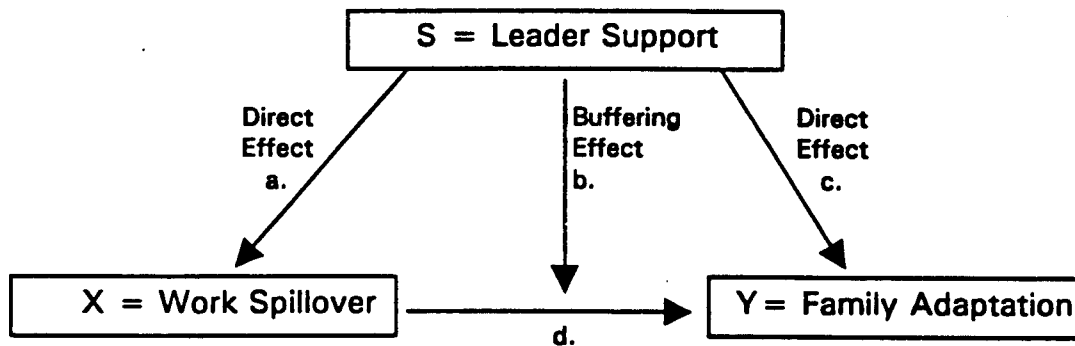 S = Leader Support
Direct
Effect
a.
Buffering
Effect
b.
Direct
Effect
c.
X = Work Spillover
d.
Y = Family Adaptation